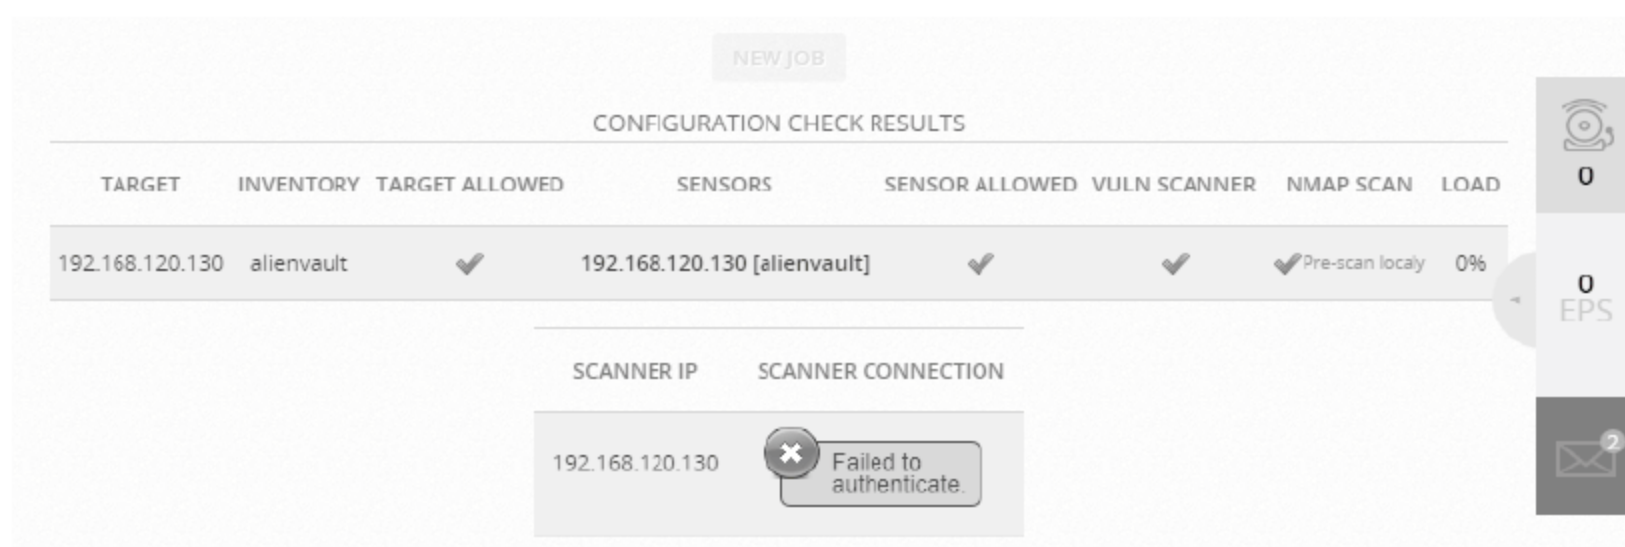 NEW JOB
CONFIGURATION CHECK RESULTS
TARGET INVENTORY TARGET ALLOWED SENSORS SENSOR ALLOWED VULN SCANNER NMAP SCAN LOAD
192.168.120.130 alienvault 192.168.120.130 [alienvault] Pre-scan localy 0%
SCANNER IP SCANNER CONNECTION
192.168.120.130 Failed to
authenticate.
0
0
EPS
2